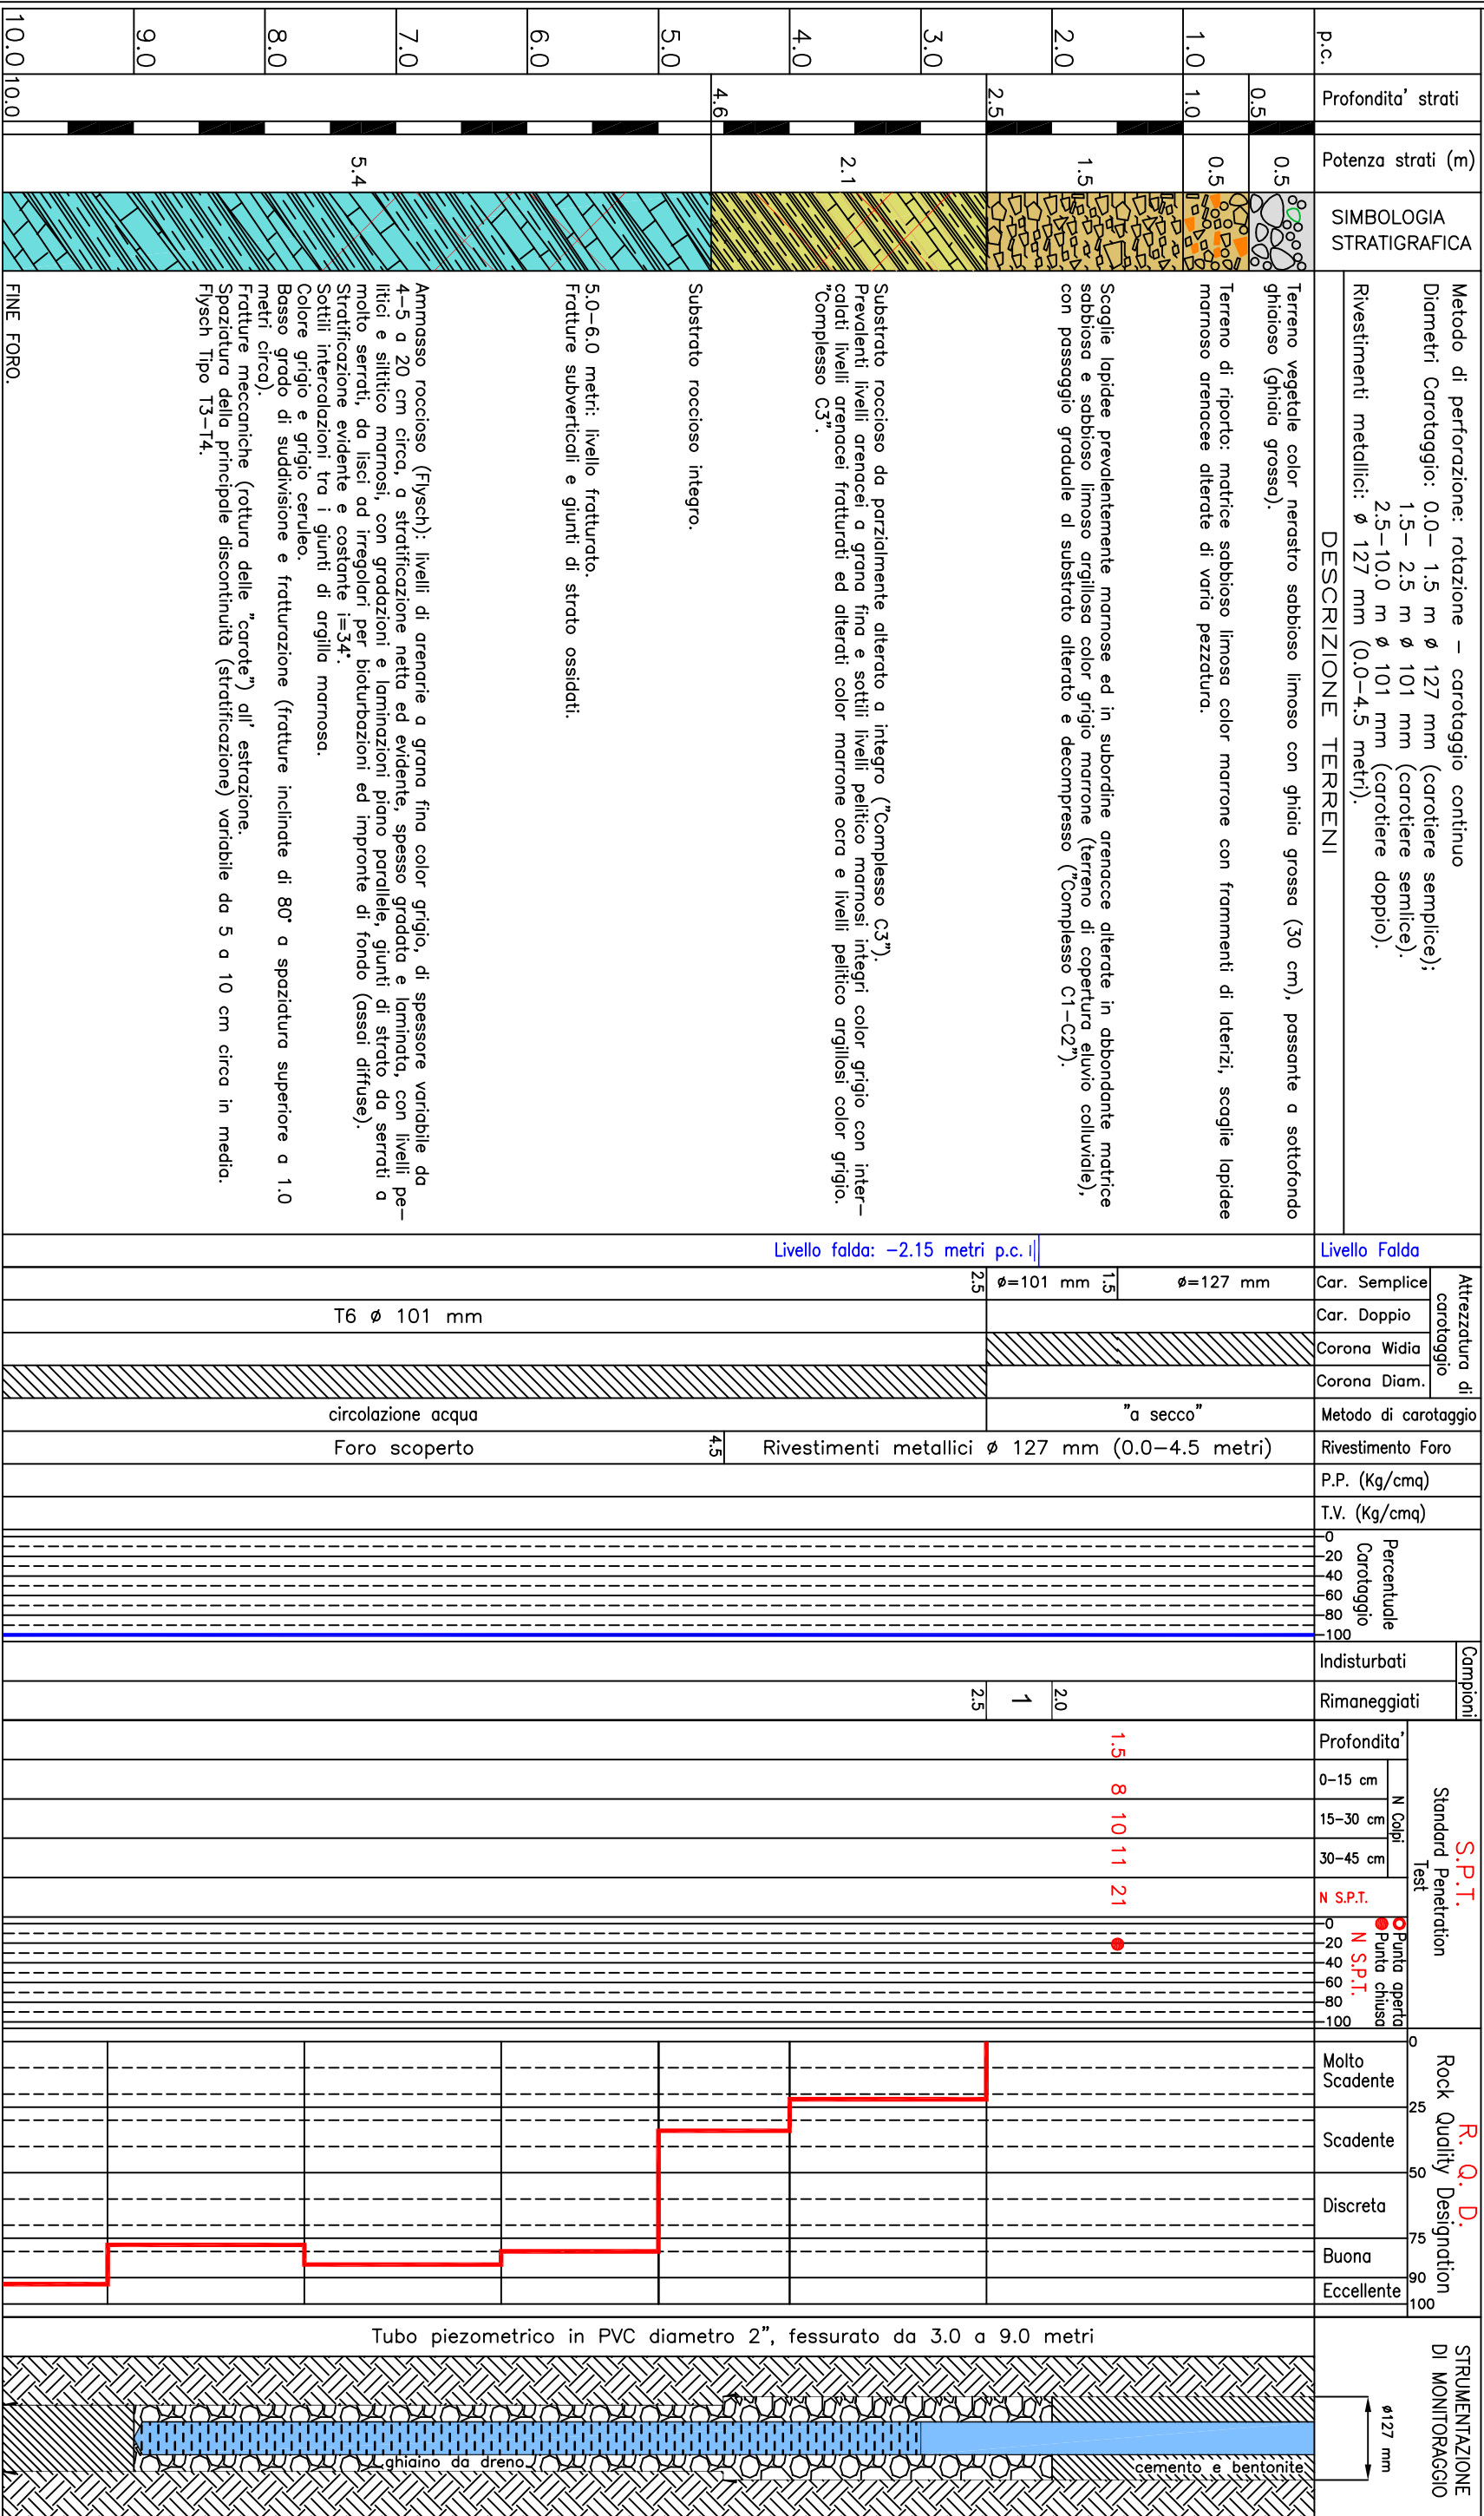 p.c.
1.0
2.0
3.0
4.0
5.0
6.0
7.0
8.0
9.0
10.0
Profondita' strati
0.5
1.0
2.5
4.6
10.0
Potenza strati (m)
0.5
0.5
1.5
2.1
5.4
SIMBOLOGIA
STRATIGRAFICA
Metodo di perforazione: rotazione – carotaggio continuo
Diametri Carotaggio: 0.0– 1.5 m ø 127 mm (carotiere semplice);
1.5– 2.5 m ø 101 mm (carotiere semlice).
2.5–10.0 m ø 101 mm (carotiere doppio).
Rivestimenti metallici: ø 127 mm (0.0–4.5 metri).
DESCRIZIONE TERRENI
Terreno vegetale color nerastro sabbioso limoso con ghiaia grossa (30 cm), passante a sottofondo
ghiaioso (ghiaia grossa).
Terreno di riporto: matrice sabbioso limosa color marrone con frammenti di laterizi, scaglie lapidee
marnoso arenacee alterate di varia pezzatura.
Scaglie lapidee prevalentemente marnose ed in subordine arenacce alterate in abbondante matrice
sabbiosa e sabbioso limoso argillosa color grigio marrone (terreno di copertura eluvio colluviale),
con passaggio graduale al substrato alterato e decompresso ("Complesso C1–C2").
Substrato roccioso da parzialmente alterato a integro ("Complesso C3").
Prevalenti livelli arenacei a grana fina e sottili livelli pelitico marnosi integri color grigio con inter–
calati livelli arenacei fratturati ed alterati color marrone ocra e livelli pelitico argillosi color grigio.
"Complesso C3".
Substrato roccioso integro.
5.0–6.0 metri: livello fratturato.
Fratture subverticali e giunti di strato ossidati.
Ammasso roccioso (Flysch): livelli di arenarie a grana fina color grigio, di spessore variabile da
4–5 a 20 cm circa, a stratificazione netta ed evidente, spesso gradata e laminata, con livelli pe–
litici e siltitico marnosi, con gradazioni e laminazioni piano parallele, giunti di strato da serrati a
molto serrati, da lisci ad irregolari per bioturbazioni ed impronte di fondo (assai diffuse).
Stratificazione evidente e costante i=34°.
Sottili intercalazioni tra i giunti di argilla marnosa.
Colore grigio e grigio ceruleo.
Basso grado di suddivisione e fratturazione (fratture inclinate di 80° a spaziatura superiore a 1.0
metri circa).
Fratture meccaniche (rottura delle "carote") all' estrazione.
Spaziatura della principale discontinuità (stratificazione) variabile da 5 a 10 cm circa in media.
Flysch Tipo T3–T4.
FINE FORO.
Livello Falda
Livello falda: -2.15 metri p.c.
Attrezzatura di
carotaggio
Car. Semplice
ø=127 mm
1.5
ø=101 mm
2.5
Car. Doppio
T6 ø 101 mm
Corona Widia
Corona Diam.
Metodo di carotaggio
"a secco"
circolazione acqua
Rivestimento Foro
Rivestimenti metallici ø 127 mm (0.0–4.5 metri)
4.5
Foro scoperto
P.P. (Kg/cmq)
T.V. (Kg/cmq)
Percentuale
Carotaggio
0
20
40
60
80
100
Campioni
Indisturbati
Rimaneggiati
2.0
1
2.5
S.P.T.
Standard Penetration
Test
Profondita'
N Colpi
0–15 cm
15–30 cm
30–45 cm
N S.P.T.
1.5 8 10 11 21
Punta aperta
Punta chiusa
N S.P.T.
0
20
40
60
80
100
R. Q. D.
Rock Quality Designation
0
25
50
75
90
100
Molto
Scadente
Scadente
Discreta
Buona
Eccellente
STRUMENTAZIONE
DI MONITORAGGIO
ø127 mm
Tubo piezometrico in PVC diametro 2", fessurato da 3.0 a 9.0 metri
cemento e bentonite
ghiaino da dreno